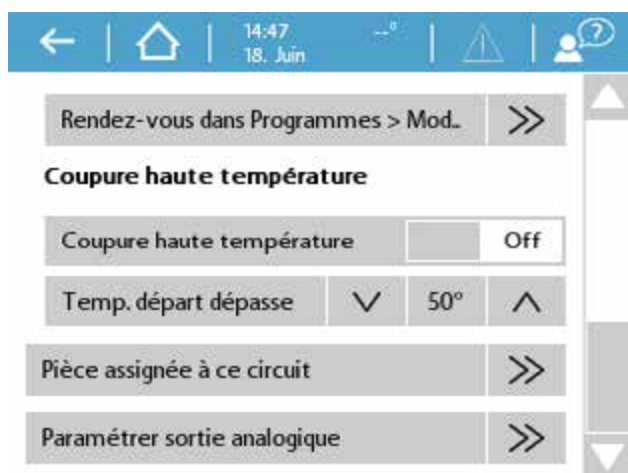 14:47 --°
18. Juin
?
Rendez-vous dans Programmes > Mod..
Coupure haute température
Coupure haute température Off
Temp. départ dépasse 50°
Pièce assignée à ce circuit
Paramétrer sortie analogique